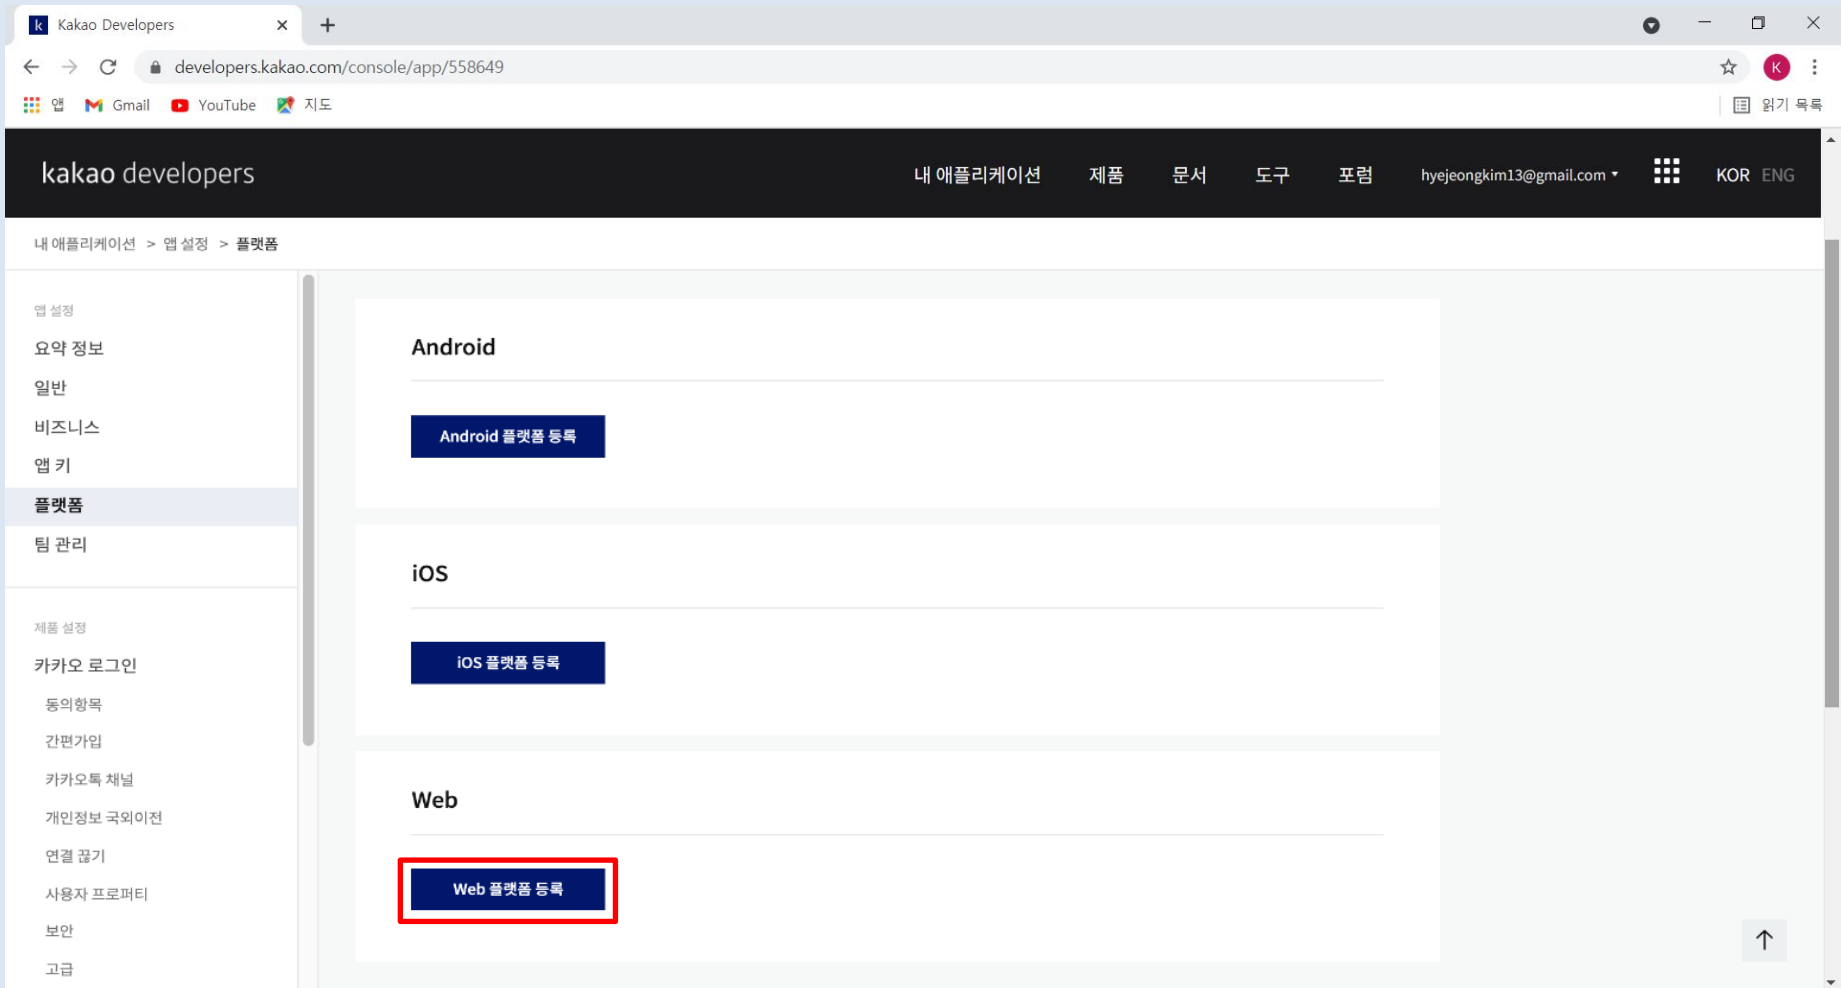 k Kakao Developers
developers.kakao.com/console/app/558649
K
앱 Gmail YouTube 지도 읽기 목록
kakao developers 내 애플리케이션 제품 문서 도구 포럼 hyejeongkim13@gmail.com KOR ENG
내 애플리케이션 > 앱 설정 > 플랫폼
앱 설정
요약 정보
일반
비즈니스
앱 키
플랫폼
팀 관리
제품 설정
카카오 로그인
동의항목
간편가입
카카오톡 채널
개인정보 국외이전
연결 끊기
사용자 프로퍼티
보안
고급
Android
Android 플랫폼 등록
iOS
iOS 플랫폼 등록
Web
Web 플랫폼 등록